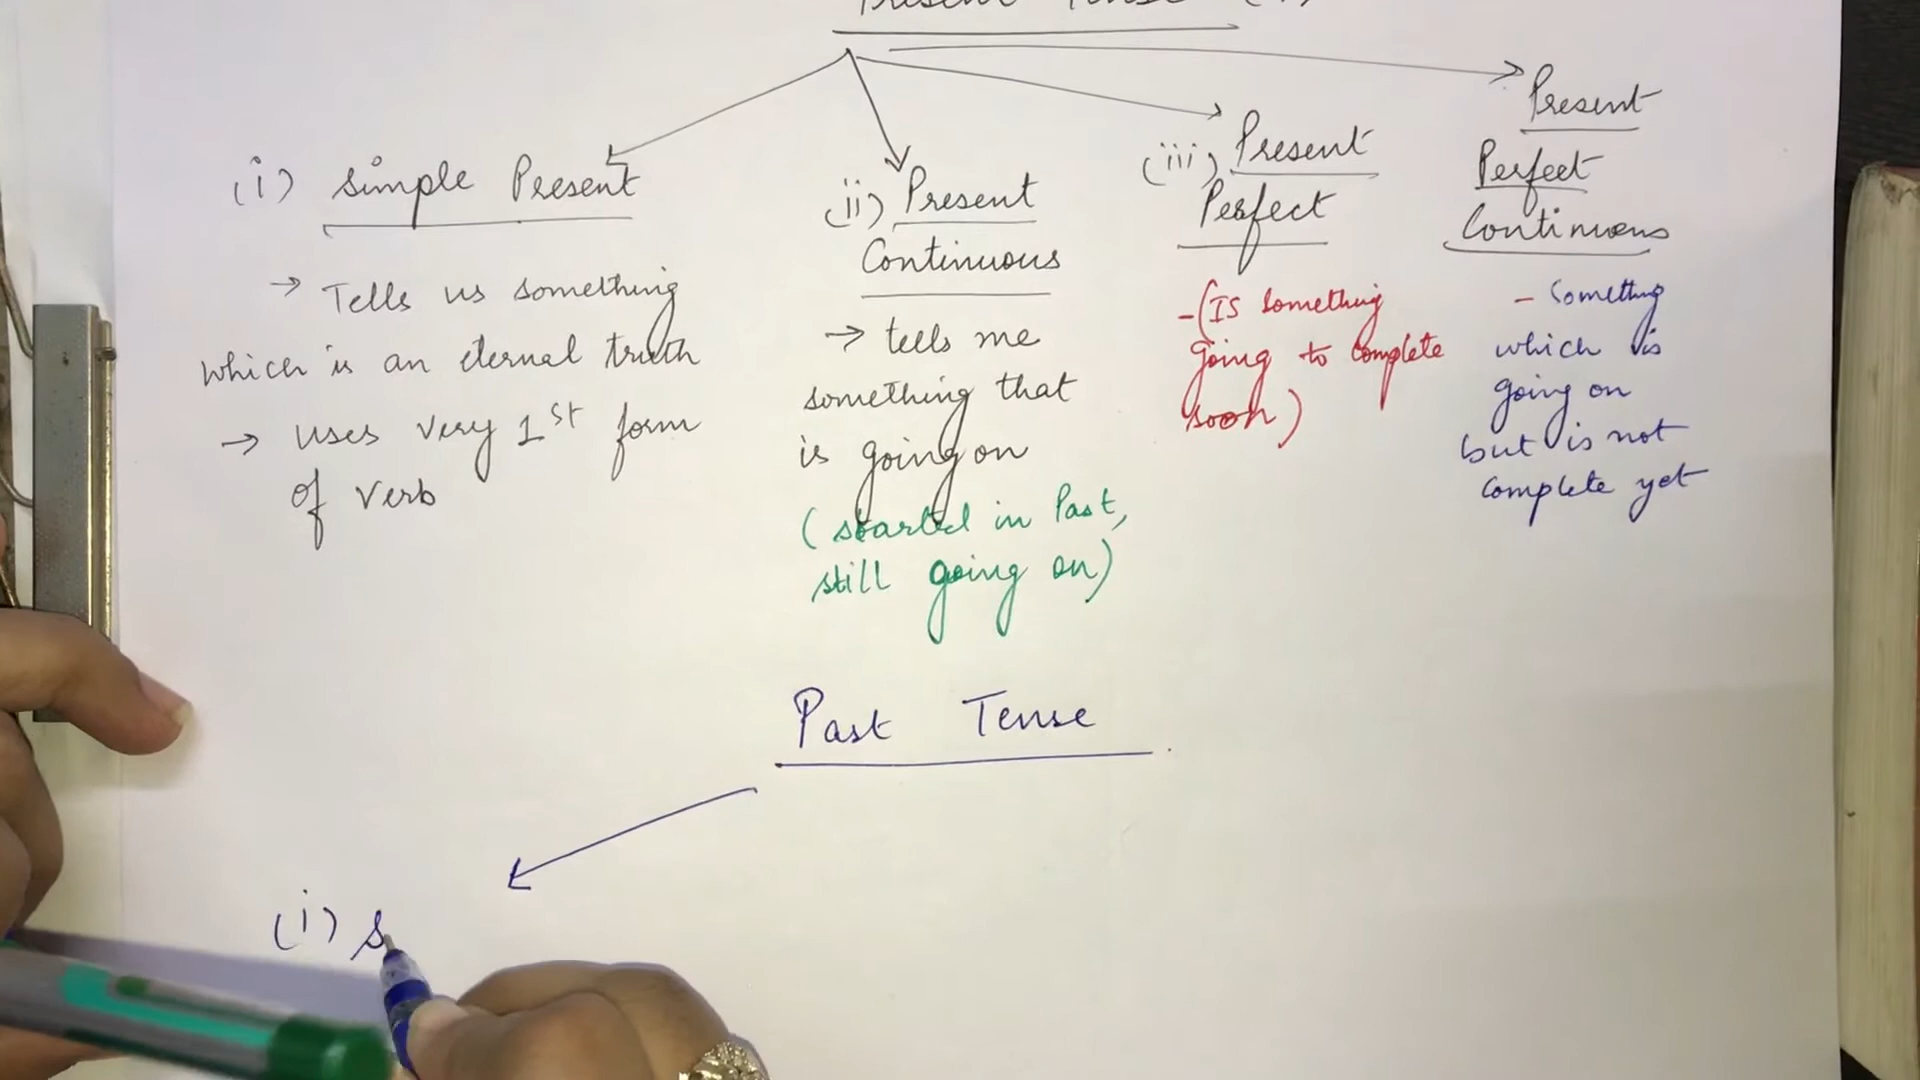 Present Tense
(i) Simple Present
→ Tells us something
which is an eternal truth
→ uses very 1st form
of verb
(ii) Present
Continuous
→ tells me
something that
is going on
(started in Past,
still going on)
(iii) Present
Perfect
- (IS something
going to complete
soon)
Present
Perfect
Continuous
- Something
which is
going on
but is not
complete yet
Past Tense
(i) S